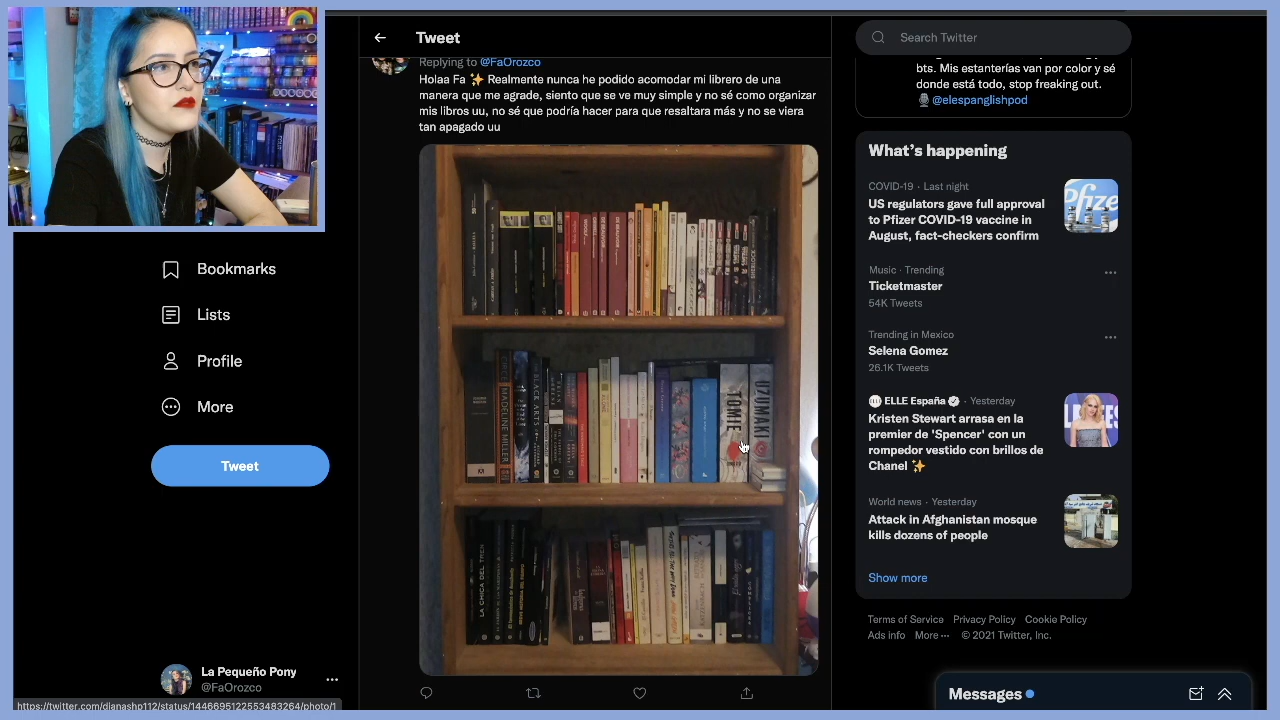 Tweet
Replying to @FaOrozco
Holaa Fa ✨ Realmente nunca he podido acomodar mi librero de una
manera que me agrade, siento que se ve muy simple y no sé como organizar
mis libros uu, no sé que podría hacer para que resaltara más y no se viera
tan apagado uu
SHERLOCK
CIRCE
MADELINE MILLER
BLACK ARTS
TOMIE
UZUMAKI
LA CHICA DEL TREN
Bookmarks
Lists
Profile
More
Tweet
La Pequeño Pony
@FaOrozco
https://twitter.com/dianashp112/status/1446695122553483264/photo/1
Search Twitter
bts. Mis estanterías van por color y sé
donde está todo, stop freaking out.
🎙️ @elespanglishpod
What's happening
COVID-19 · Last night
US regulators gave full approval
to Pfizer COVID-19 vaccine in
August, fact-checkers confirm
Pfizer
Music · Trending
Ticketmaster
54K Tweets
Trending in Mexico
Selena Gomez
26.1K Tweets
ELLE España · Yesterday
Kristen Stewart arrasa en la
premier de 'Spencer' con un
rompedor vestido con brillos de
Chanel ✨
World news · Yesterday
Attack in Afghanistan mosque
kills dozens of people
Show more
Terms of Service Privacy Policy Cookie Policy
Ads info More ··· © 2021 Twitter, Inc.
Messages